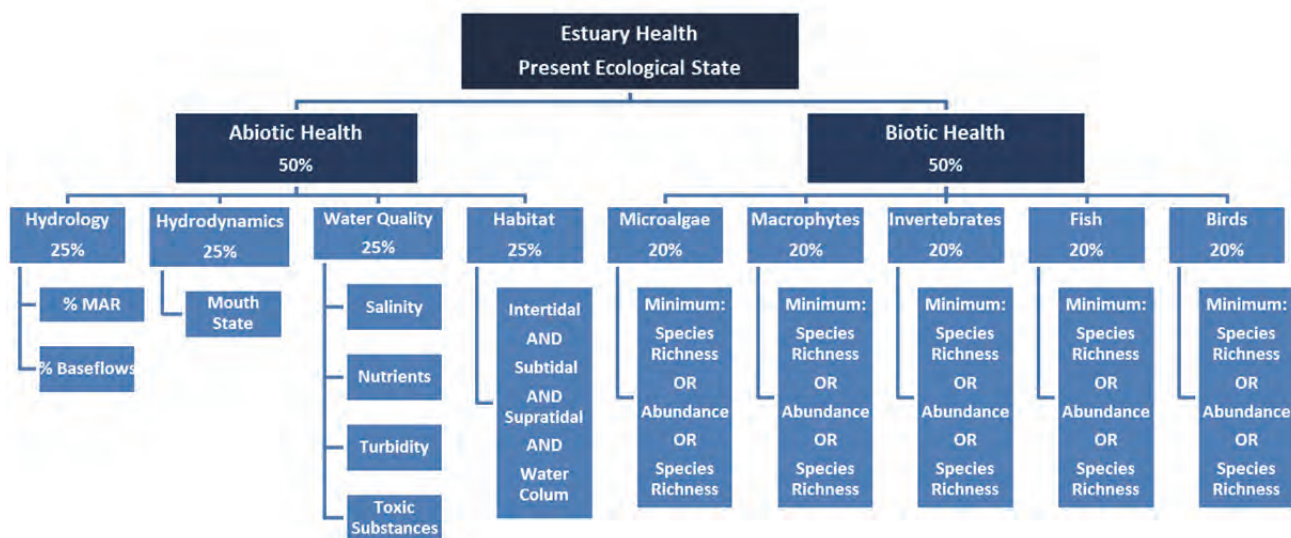 Estuary Health
Present Ecological State
Abiotic Health
50%
Biotic Health
50%
Hydrology
25%
Hydrodynamics
25%
Water Quality
25%
Habitat
25%
Microalgae
20%
Macrophytes
20%
Invertebrates
20%
Fish
20%
Birds
20%
% MAR
% Baseflows
Mouth
State
Salinity
Nutrients
Turbidity
Toxic
Substances
Intertidal
AND
Subtidal
AND
Supratidal
AND
Water
Colum
Minimum:
Species
Richness
OR
Abundance
OR
Species
Richness
Minimum:
Species
Richness
OR
Abundance
OR
Species
Richness
Minimum:
Species
Richness
OR
Abundance
OR
Species
Richness
Minimum:
Species
Richness
OR
Abundance
OR
Species
Richness
Minimum:
Species
Richness
OR
Abundance
OR
Species
Richness